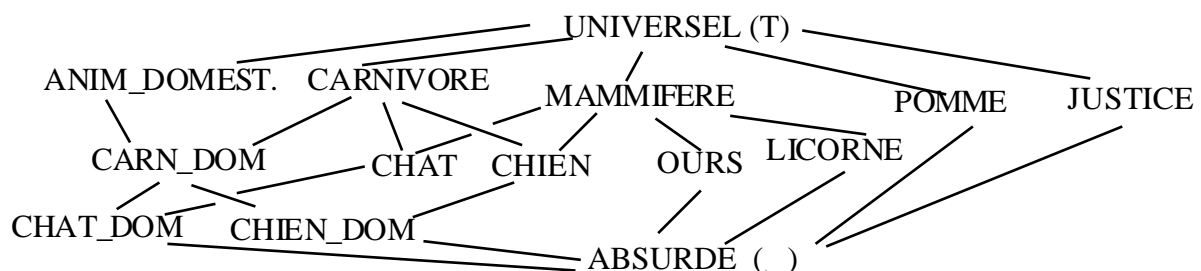 UNIVERSEL (T)
ANIM_DOMEST. CARNIVORE MAMMIFERE POMME JUSTICE
CARN_DOM CHAT CHIEN OURS LICORNE
CHAT_DOM CHIEN_DOM ABSURDE (_)